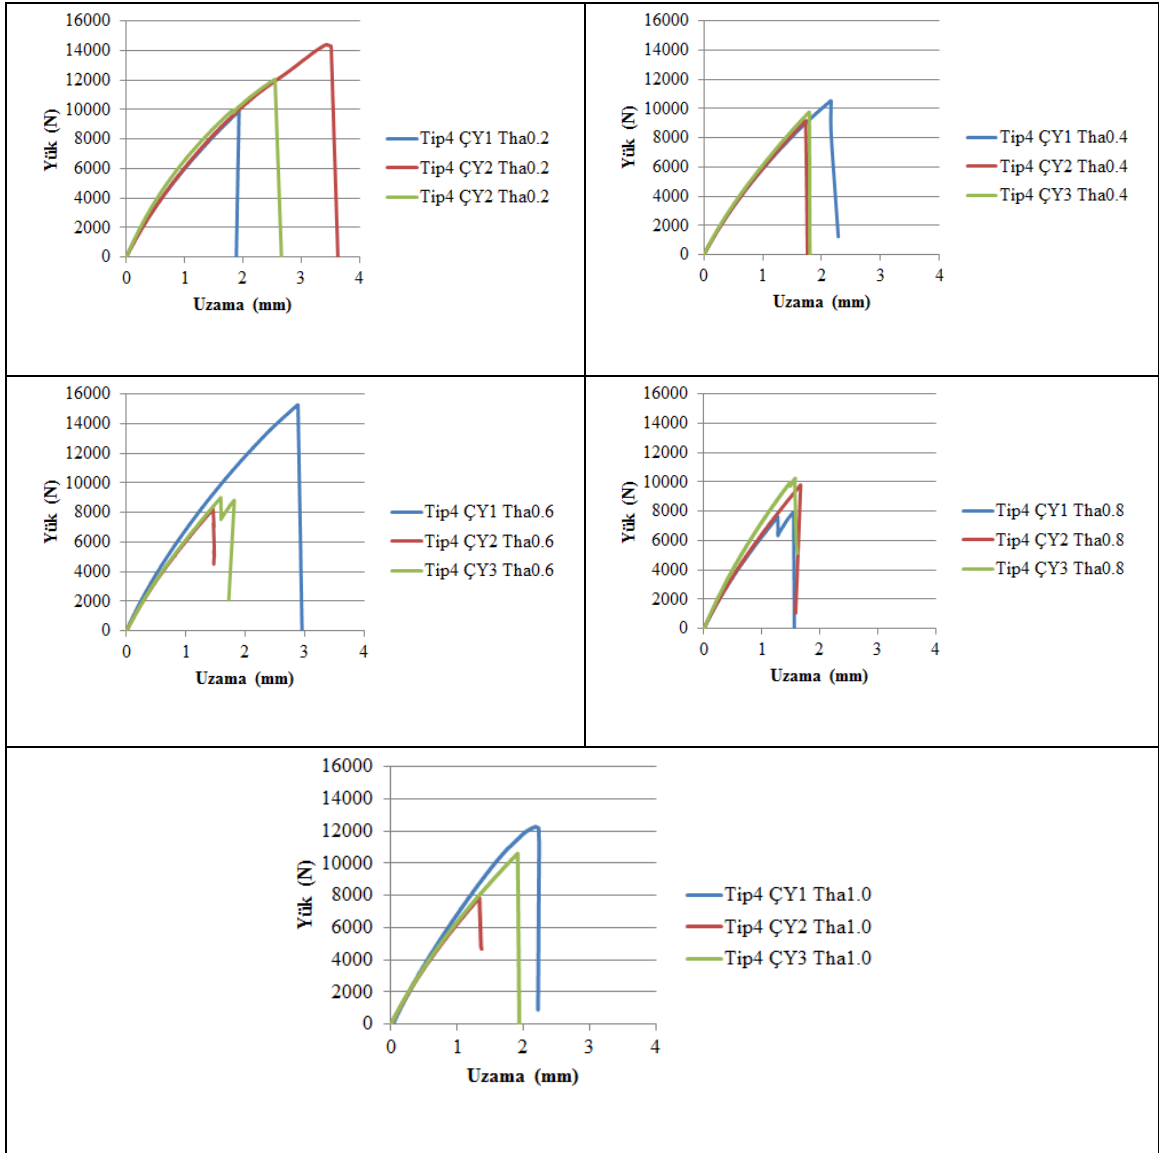 16000
14000
12000
10000
8000
6000
4000
2000
0
Yük (N)
0 1 2 3 4
Uzama (mm)
Tip4 ÇY1 Tha0.2
Tip4 ÇY2 Tha0.2
Tip4 ÇY2 Tha0.2
16000
14000
12000
10000
8000
6000
4000
2000
0
Yük (N)
0 1 2 3 4
Uzama (mm)
Tip4 ÇY1 Tha0.4
Tip4 ÇY2 Tha0.4
Tip4 ÇY3 Tha0.4
16000
14000
12000
10000
8000
6000
4000
2000
0
Yük (N)
0 1 2 3 4
Uzama (mm)
Tip4 ÇY1 Tha0.6
Tip4 ÇY2 Tha0.6
Tip4 ÇY3 Tha0.6
16000
14000
12000
10000
8000
6000
4000
2000
0
Yük (N)
0 1 2 3 4
Uzama (mm)
Tip4 ÇY1 Tha0.8
Tip4 ÇY2 Tha0.8
Tip4 ÇY3 Tha0.8
16000
14000
12000
10000
8000
6000
4000
2000
0
Yük (N)
0 1 2 3 4
Uzama (mm)
Tip4 ÇY1 Tha1.0
Tip4 ÇY2 Tha1.0
Tip4 ÇY3 Tha1.0